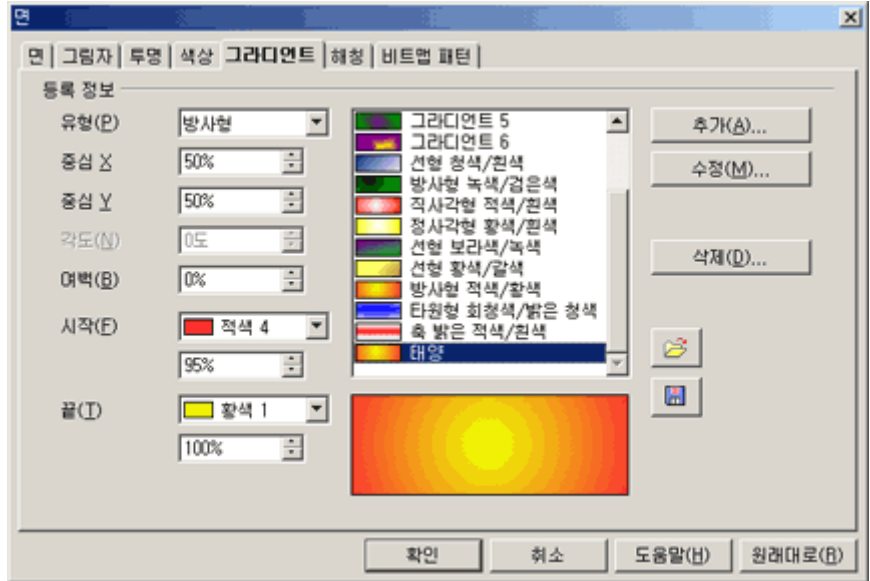 면
면 그림자 투명 색상 그라디언트 해칭 비트맵 패턴
등록 정보
유형(P) 방사형
중심 X 50%
중심 Y 50%
각도(N) 0도
여백(B) 0%
시작(F) 적색 4
95%
끝(T) 황색 1
100%
그라디언트 5
그라디언트 6
선형 청색/흰색
방사형 녹색/검은색
직사각형 적색/흰색
정사각형 황색/흰색
선형 보라색/녹색
선형 황색/갈색
방사형 적색/황색
타원형 회청색/밝은 청색
축 밝은 적색/흰색
태양
추가(A)...
수정(M)...
삭제(D)...
확인 취소 도움말(H) 원래대로(R)